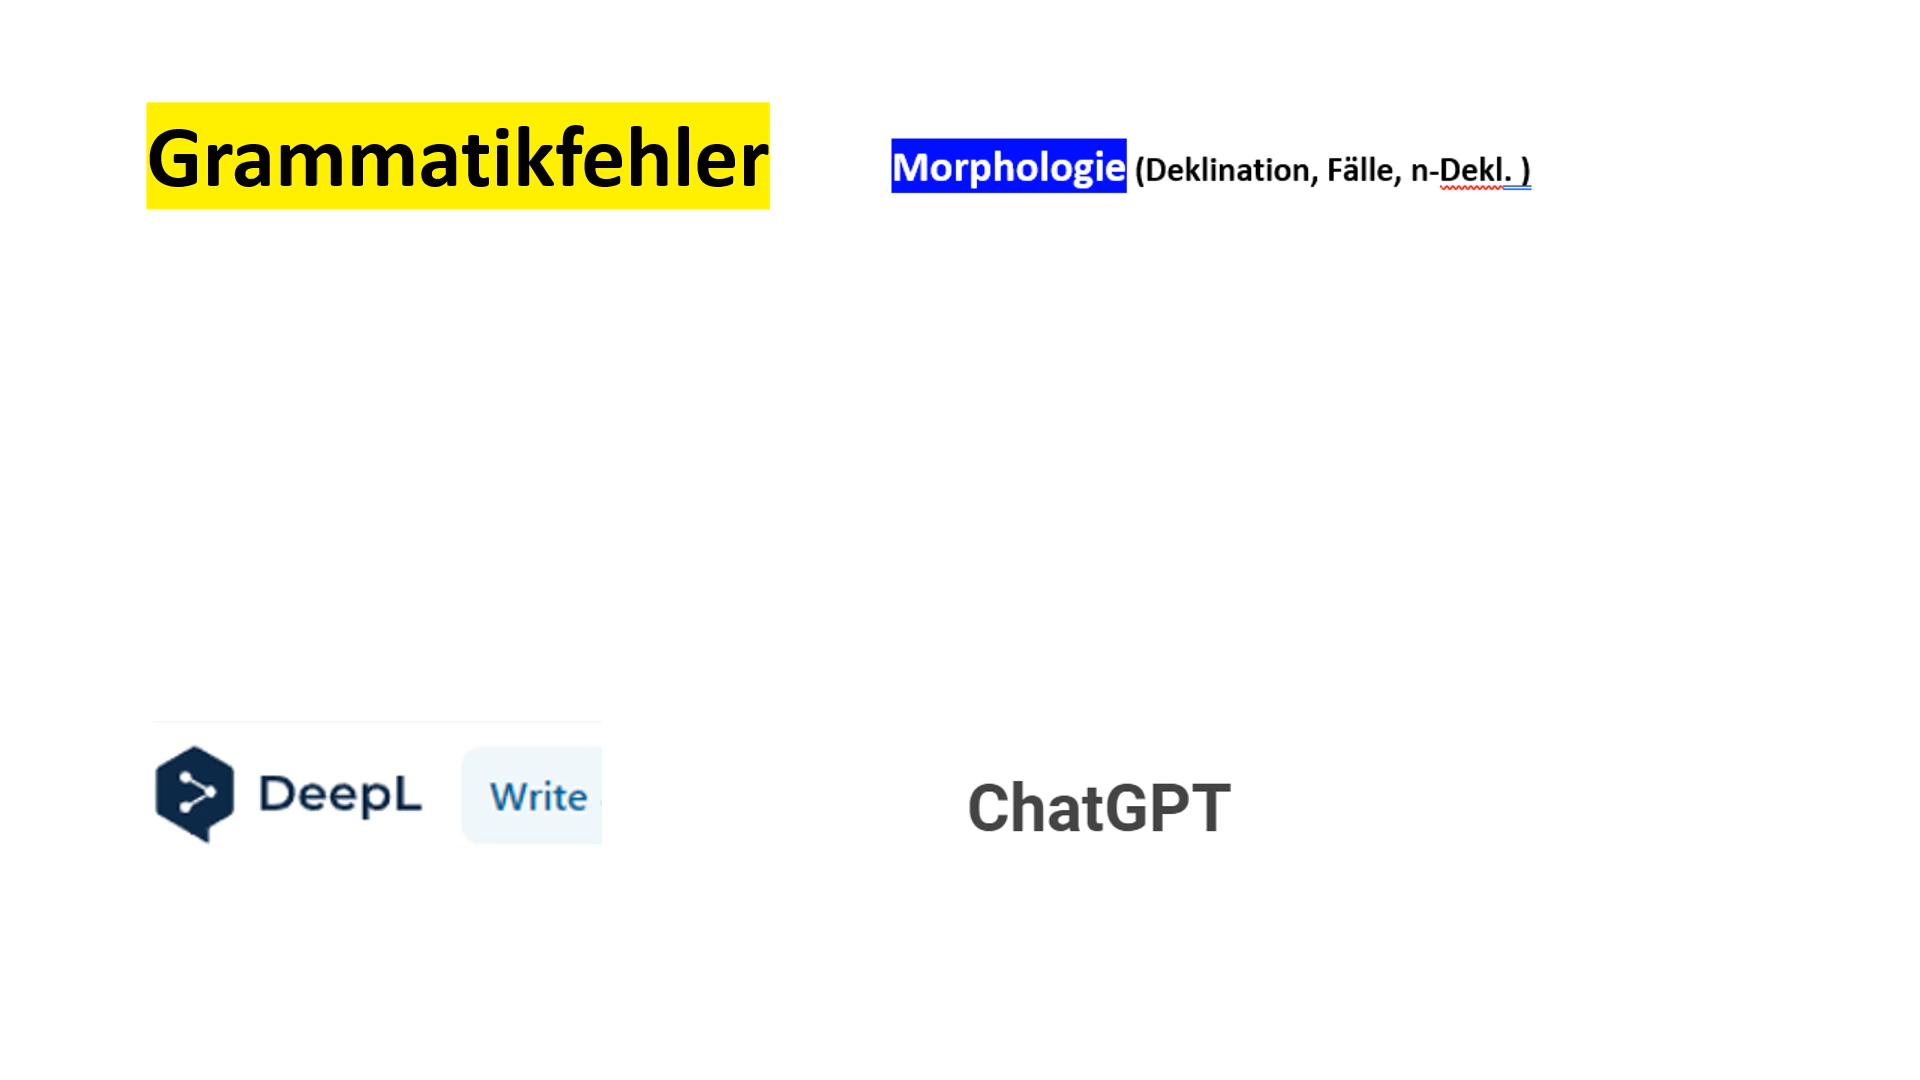 Grammatikfehler
Morphologie (Deklination, Fälle, n-Dekl. )
DeepL Write
ChatGPT